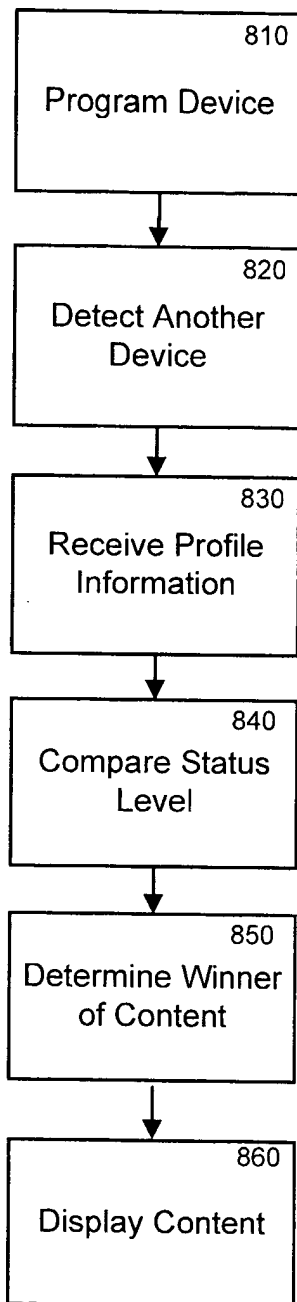 810
Program Device
820
Detect Another
Device
830
Receive Profile
Information
840
Compare Status
Level
850
Determine Winner
of Content
860
Display Content